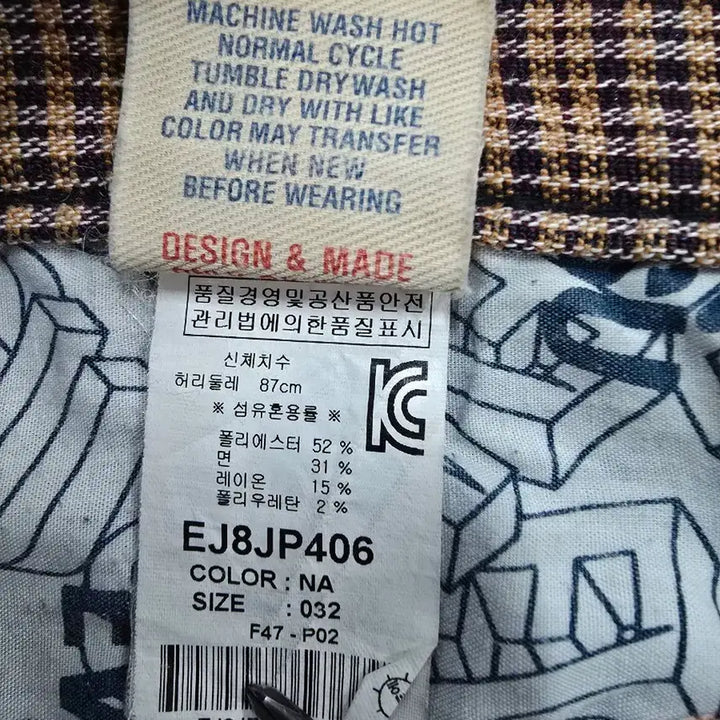 MACHINE WASH HOT
NORMAL CYCLE
TUMBLE DRYWASH
AND DRY WITH LIKE
COLOR MAY TRANSFER
WHEN NEW
BEFORE WEARING
DESIGN & MADE
품질경영및공산품안전
관리법에의한품질표시
신체치수
허리둘레 87cm
※ 섬유혼용률 ※
폴리에스터 52 %
면 31 %
레이온 15 %
폴리우레탄 2 %
KC
EJ8JP406
COLOR : NA
SIZE : 032
F47 - P02